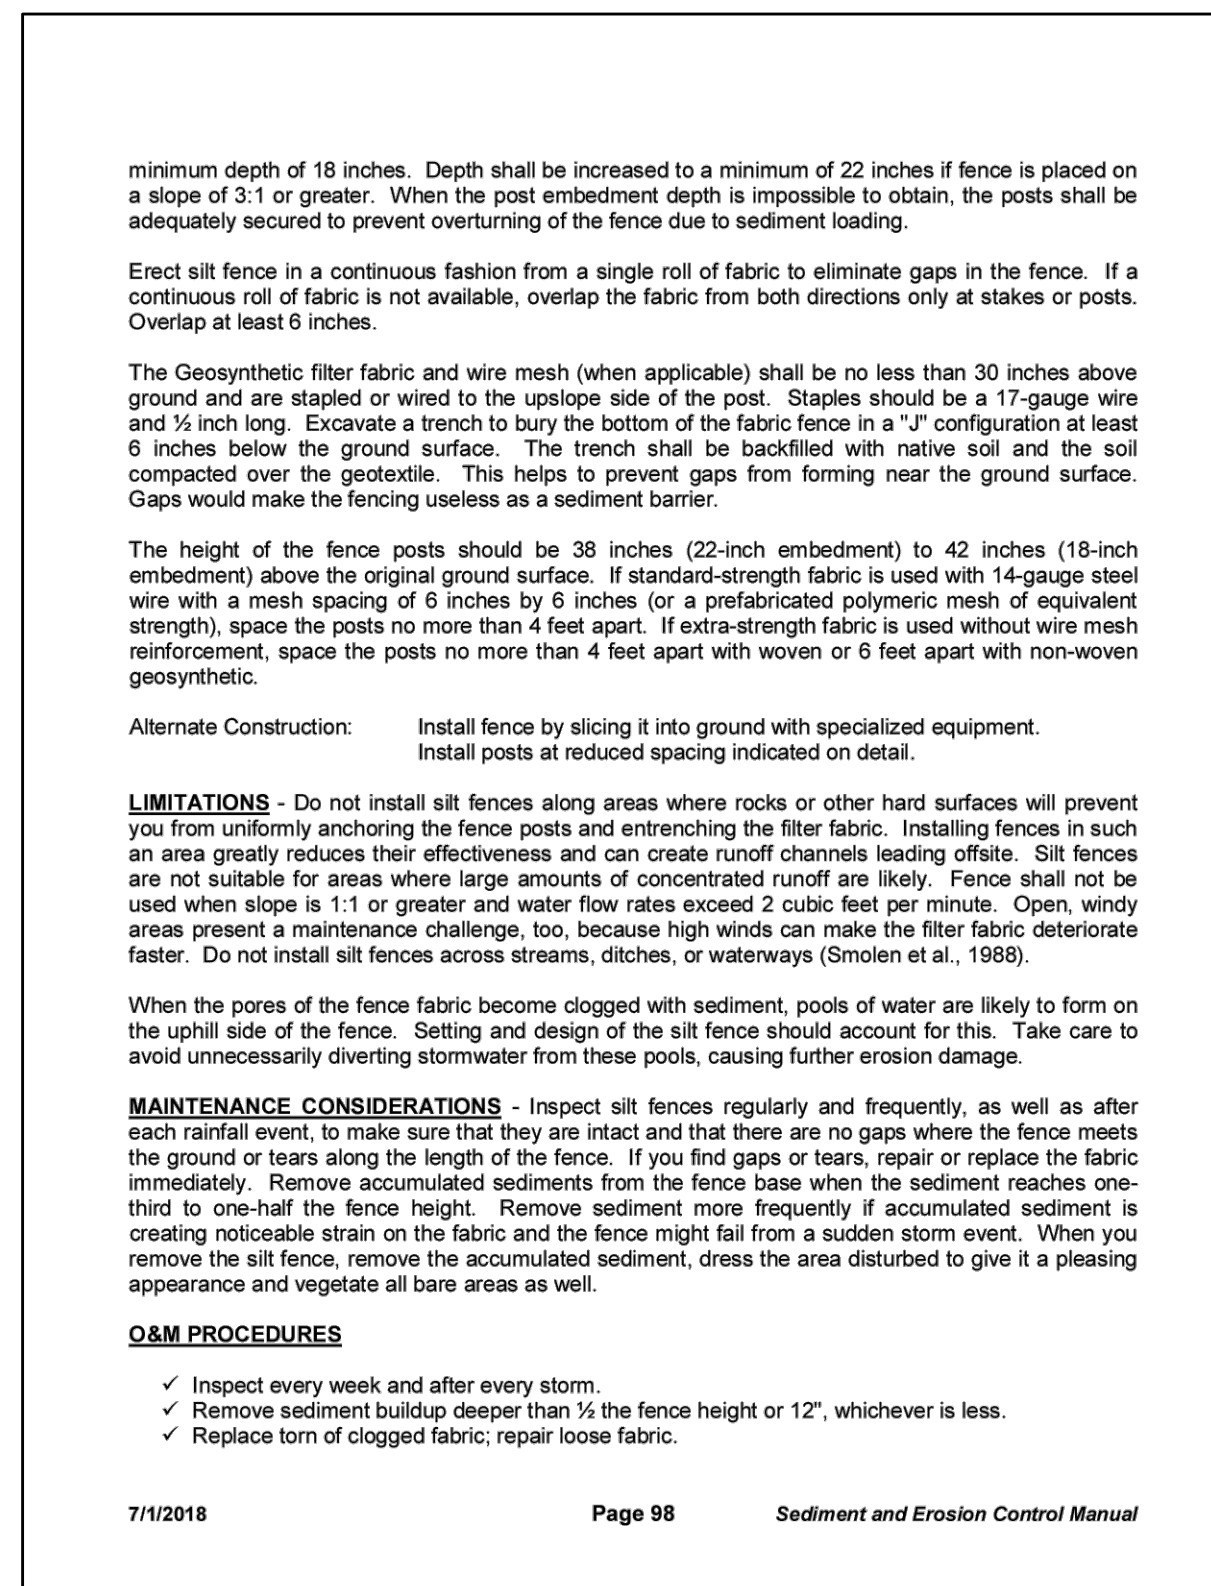 minimum depth of 18 inches.  Depth shall be increased to a minimum of 22 inches if fence is placed on
a slope of 3:1 or greater.  When the post embedment depth is impossible to obtain, the posts shall be
adequately secured to prevent overturning of the fence due to sediment loading.
Erect silt fence in a continuous fashion from a single roll of fabric to eliminate gaps in the fence.  If a
continuous roll of fabric is not available, overlap the fabric from both directions only at stakes or posts.
Overlap at least 6 inches.
The Geosynthetic filter fabric and wire mesh (when applicable) shall be no less than 30 inches above
ground and are stapled or wired to the upslope side of the post.  Staples should be a 17-gauge wire
and ½ inch long.  Excavate a trench to bury the bottom of the fabric fence in a "J" configuration at least
6 inches below the ground surface.  The trench shall be backfilled with native soil and the soil
compacted over the geotextile.  This helps to prevent gaps from forming near the ground surface.
Gaps would make the fencing useless as a sediment barrier.
The height of the fence posts should be 38 inches (22-inch embedment) to 42 inches (18-inch
embedment) above the original ground surface.  If standard-strength fabric is used with 14-gauge steel
wire with a mesh spacing of 6 inches by 6 inches (or a prefabricated polymeric mesh of equivalent
strength), space the posts no more than 4 feet apart.  If extra-strength fabric is used without wire mesh
reinforcement, space the posts no more than 4 feet apart with woven or 6 feet apart with non-woven
geosynthetic.
Alternate Construction: Install fence by slicing it into ground with specialized equipment.
Install posts at reduced spacing indicated on detail.
LIMITATIONS - Do not install silt fences along areas where rocks or other hard surfaces will prevent
you from uniformly anchoring the fence posts and entrenching the filter fabric.  Installing fences in such
an area greatly reduces their effectiveness and can create runoff channels leading offsite.  Silt fences
are not suitable for areas where large amounts of concentrated runoff are likely.  Fence shall not be
used when slope is 1:1 or greater and water flow rates exceed 2 cubic feet per minute.  Open, windy
areas present a maintenance challenge, too, because high winds can make the filter fabric deteriorate
faster.  Do not install silt fences across streams, ditches, or waterways (Smolen et al., 1988).
When the pores of the fence fabric become clogged with sediment, pools of water are likely to form on
the uphill side of the fence.  Setting and design of the silt fence should account for this.  Take care to
avoid unnecessarily diverting stormwater from these pools, causing further erosion damage.
MAINTENANCE CONSIDERATIONS - Inspect silt fences regularly and frequently, as well as after
each rainfall event, to make sure that they are intact and that there are no gaps where the fence meets
the ground or tears along the length of the fence.  If you find gaps or tears, repair or replace the fabric
immediately.  Remove accumulated sediments from the fence base when the sediment reaches one-
third to one-half the fence height.  Remove sediment more frequently if accumulated sediment is
creating noticeable strain on the fabric and the fence might fail from a sudden storm event.  When you
remove the silt fence, remove the accumulated sediment, dress the area disturbed to give it a pleasing
appearance and vegetate all bare areas as well.
O&M PROCEDURES
✓ Inspect every week and after every storm.
✓ Remove sediment buildup deeper than ½ the fence height or 12", whichever is less.
✓ Replace torn of clogged fabric; repair loose fabric.
7/1/2018 Page 98 Sediment and Erosion Control Manual